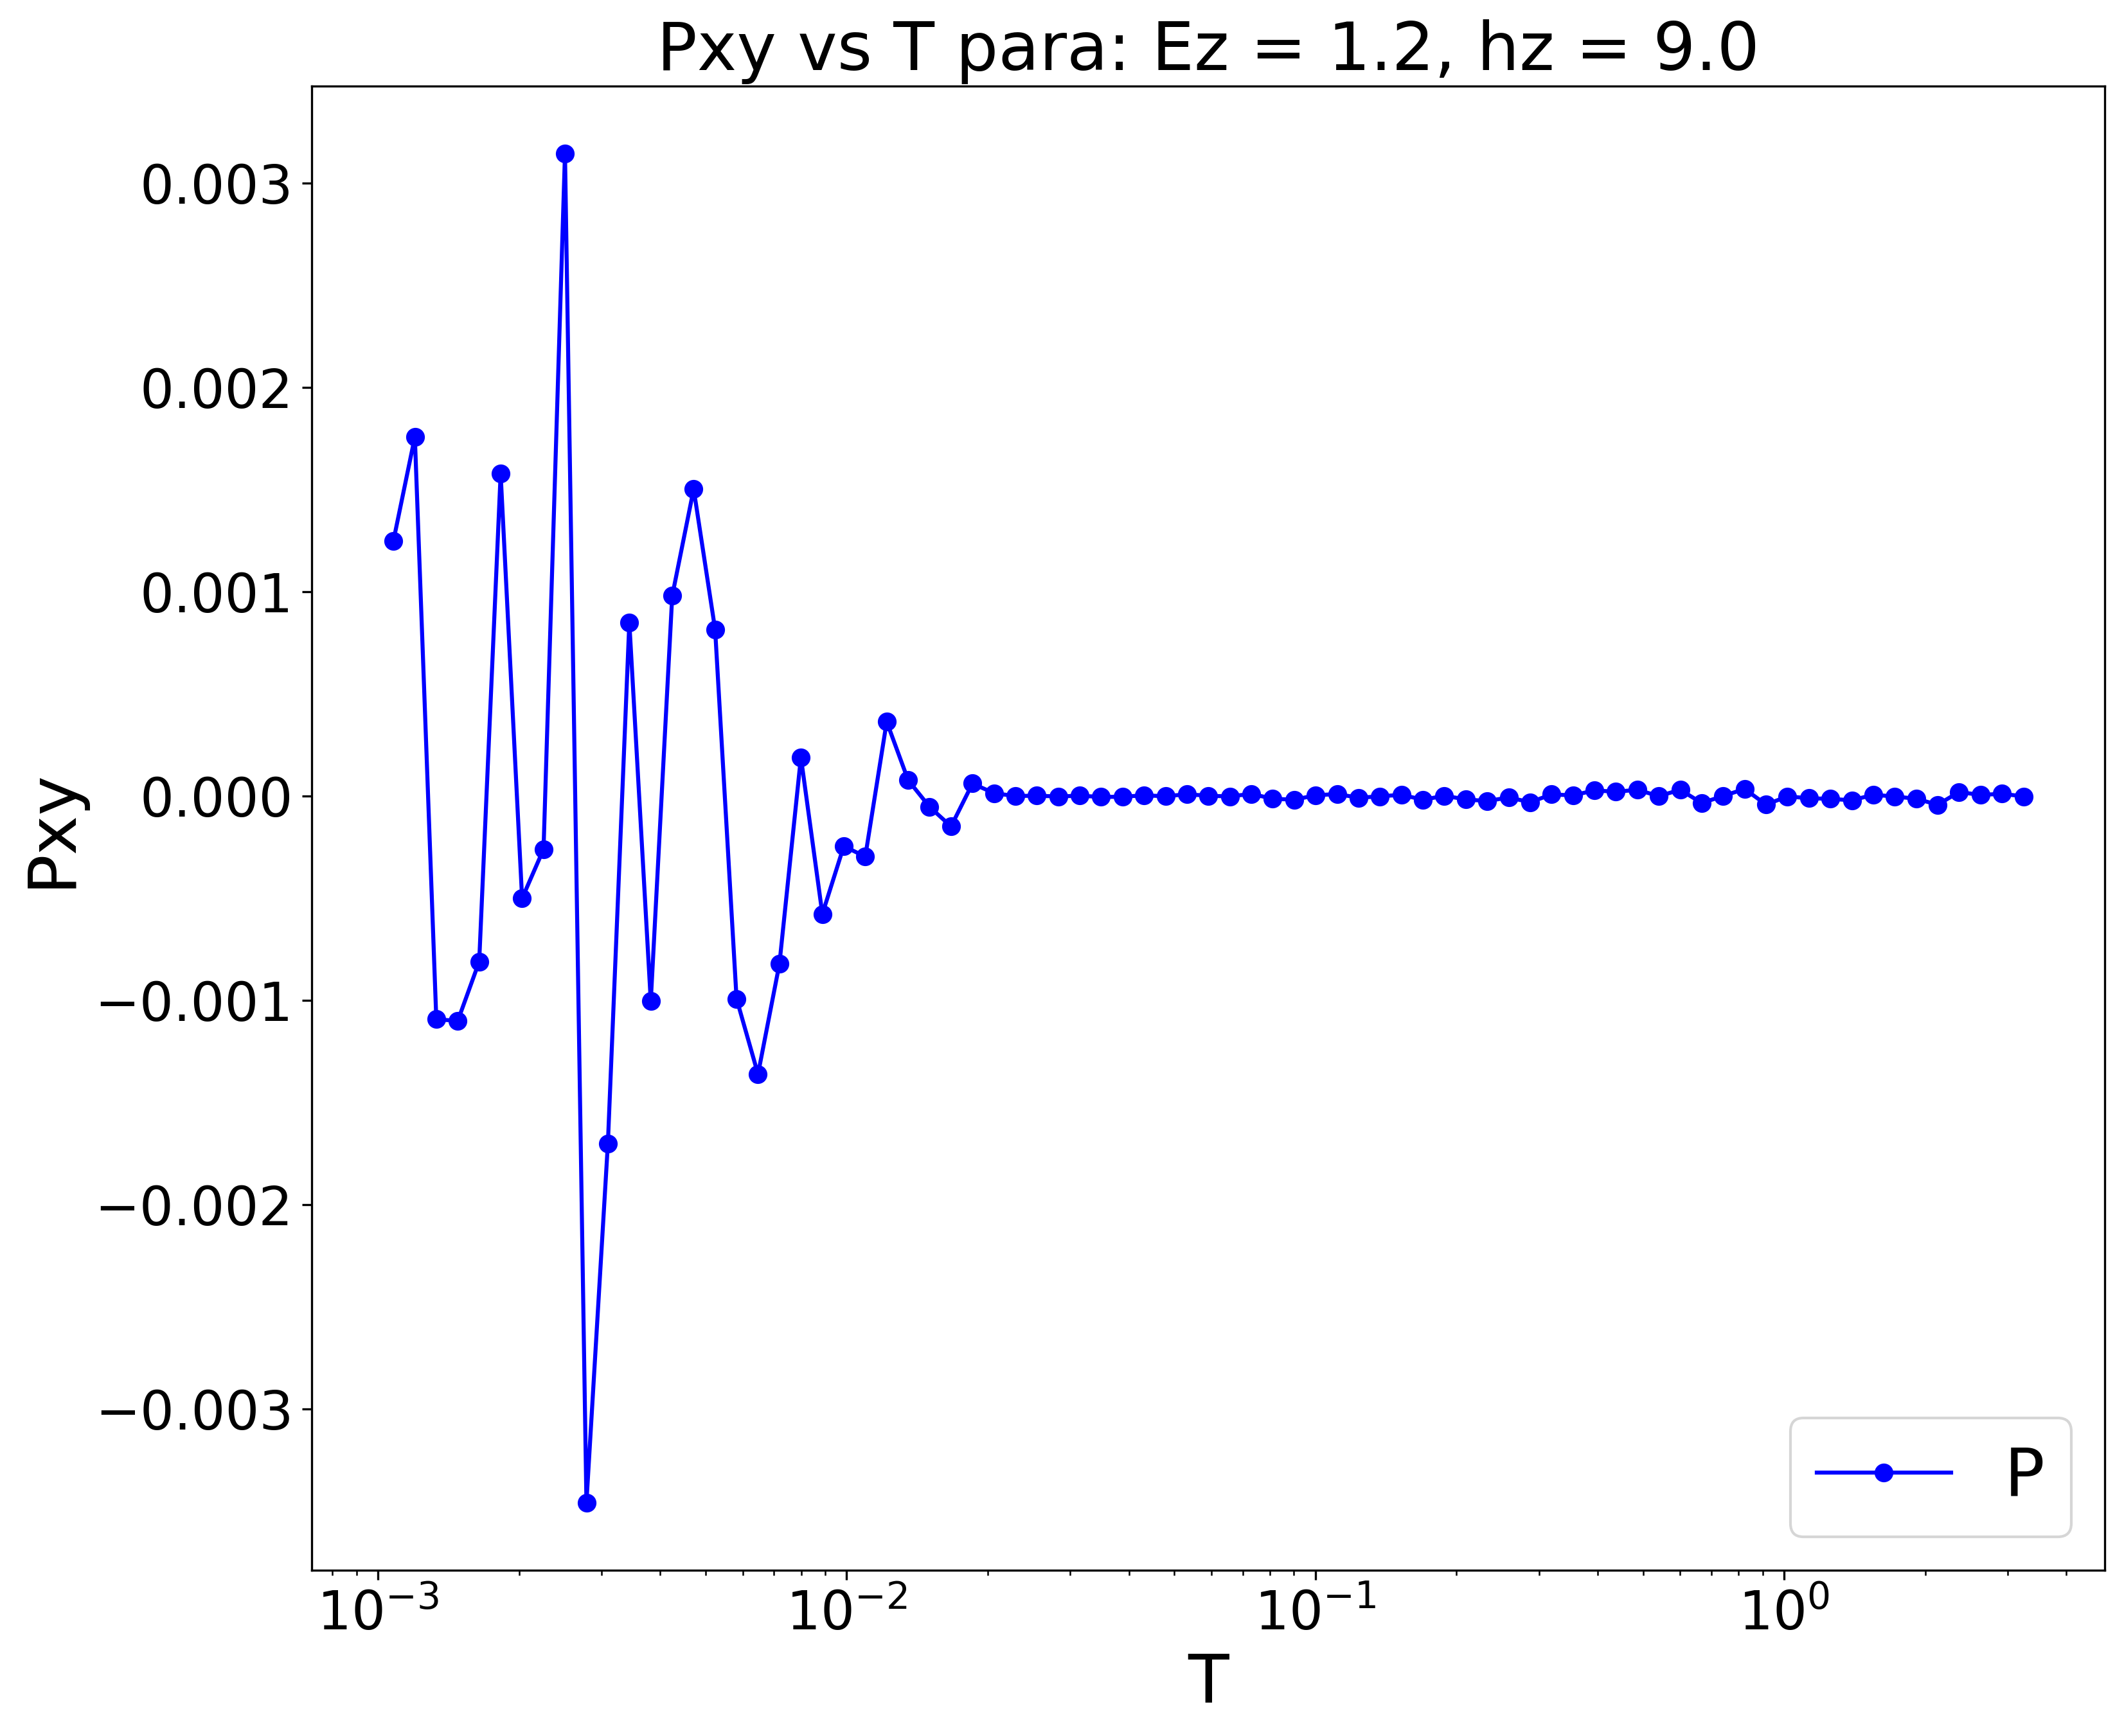 Pxy vs T para: Ez = 1.2, hz = 9.0
0.003
0.002
0.001
0.000
−0.001
−0.002
−0.003
Pxy
P
10⁻³ 10⁻² 10⁻¹ 10⁰
T